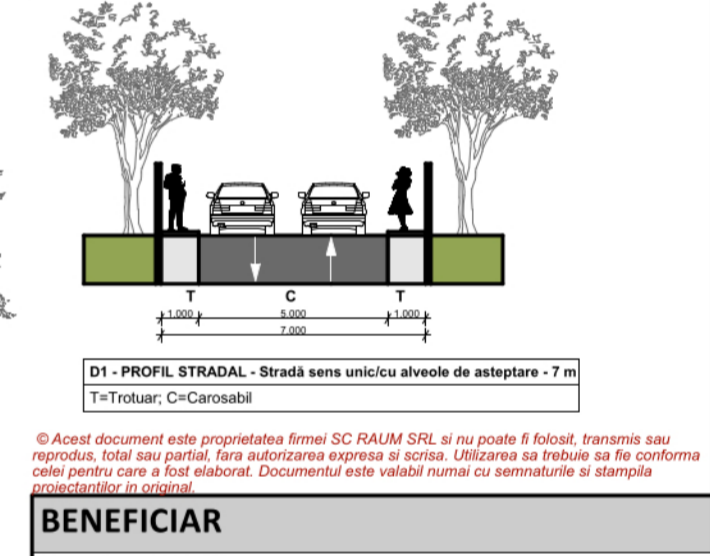 T C T
1.000 5.000 1.000
7.000
D1 - PROFIL STRADAL - Stradă sens unic/cu alveole de asteptare - 7 m
T=Trotuar; C=Carosabil
© Acest document este proprietatea firmei SC RAUM SRL si nu poate fi folosit, transmis sau
reprodus, total sau partial, fara autorizarea expresa si scrisa. Utilizarea sa trebuie sa fie conforma
celei pentru care a fost elaborat. Documentul este valabil numai cu semnaturile si stampila
proiectantilor in original.
BENEFICIAR